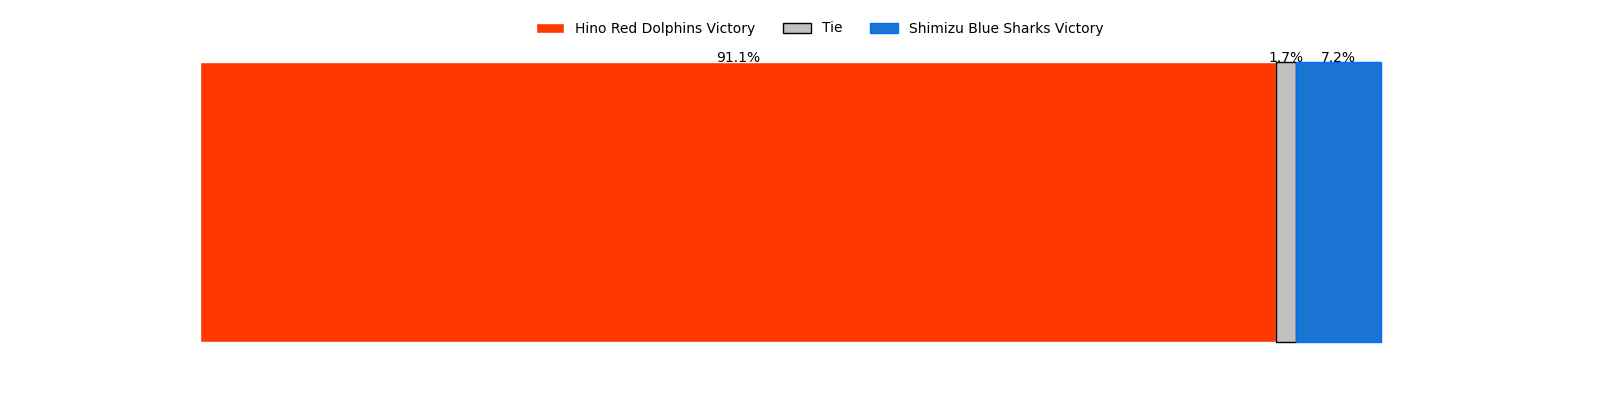 Hino Red Dolphins Victory Tie Shimizu Blue Sharks Victory
91.1% 1.7% 7.2%